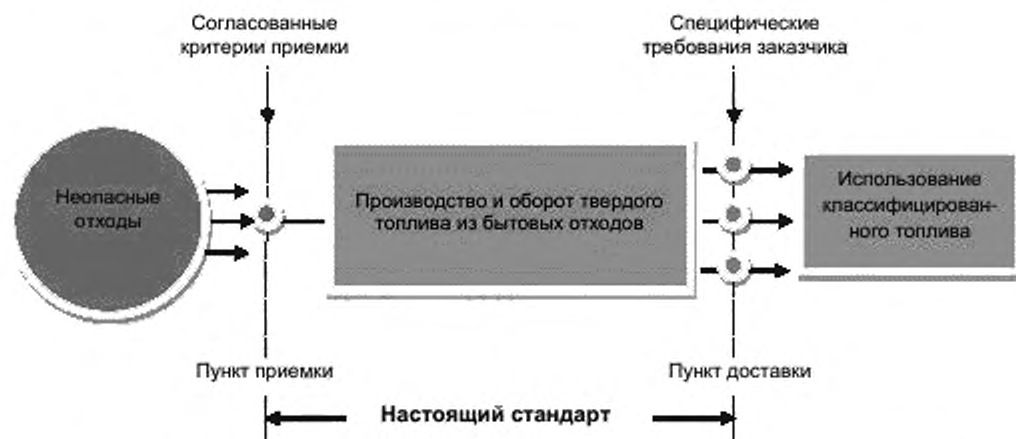 Согласованные
критерии приемки
Специфические
требования заказчика
Неопасные
отходы
Производство и оборот твердого
топлива из бытовых отходов
Использование
классифицирован-
ного топлива
Пункт приемки
Пункт доставки
Настоящий стандарт